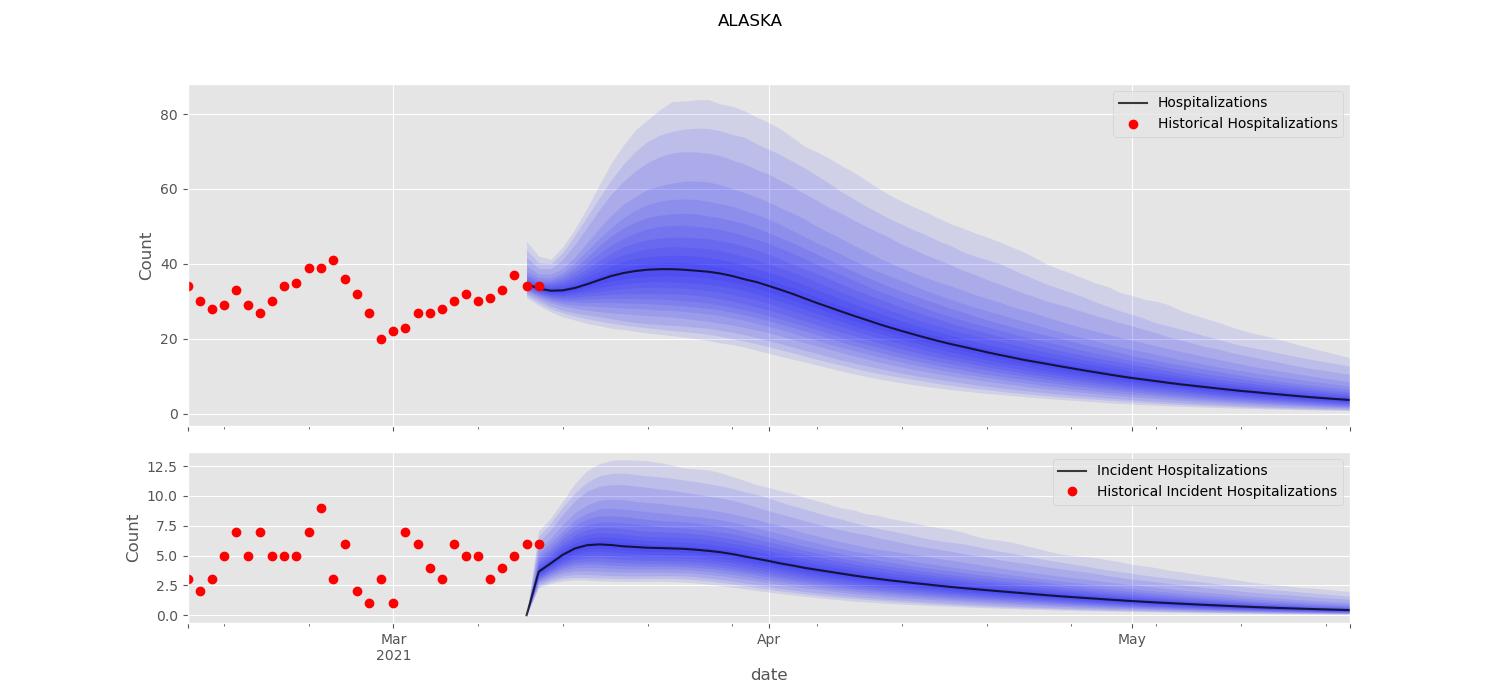 ALASKA
Hospitalizations
Historical Hospitalizations
80
60
40
20
0
Count
Incident Hospitalizations
Historical Incident Hospitalizations
12.5
10.0
7.5
5.0
2.5
0.0
Count
Mar
2021
Apr
May
date